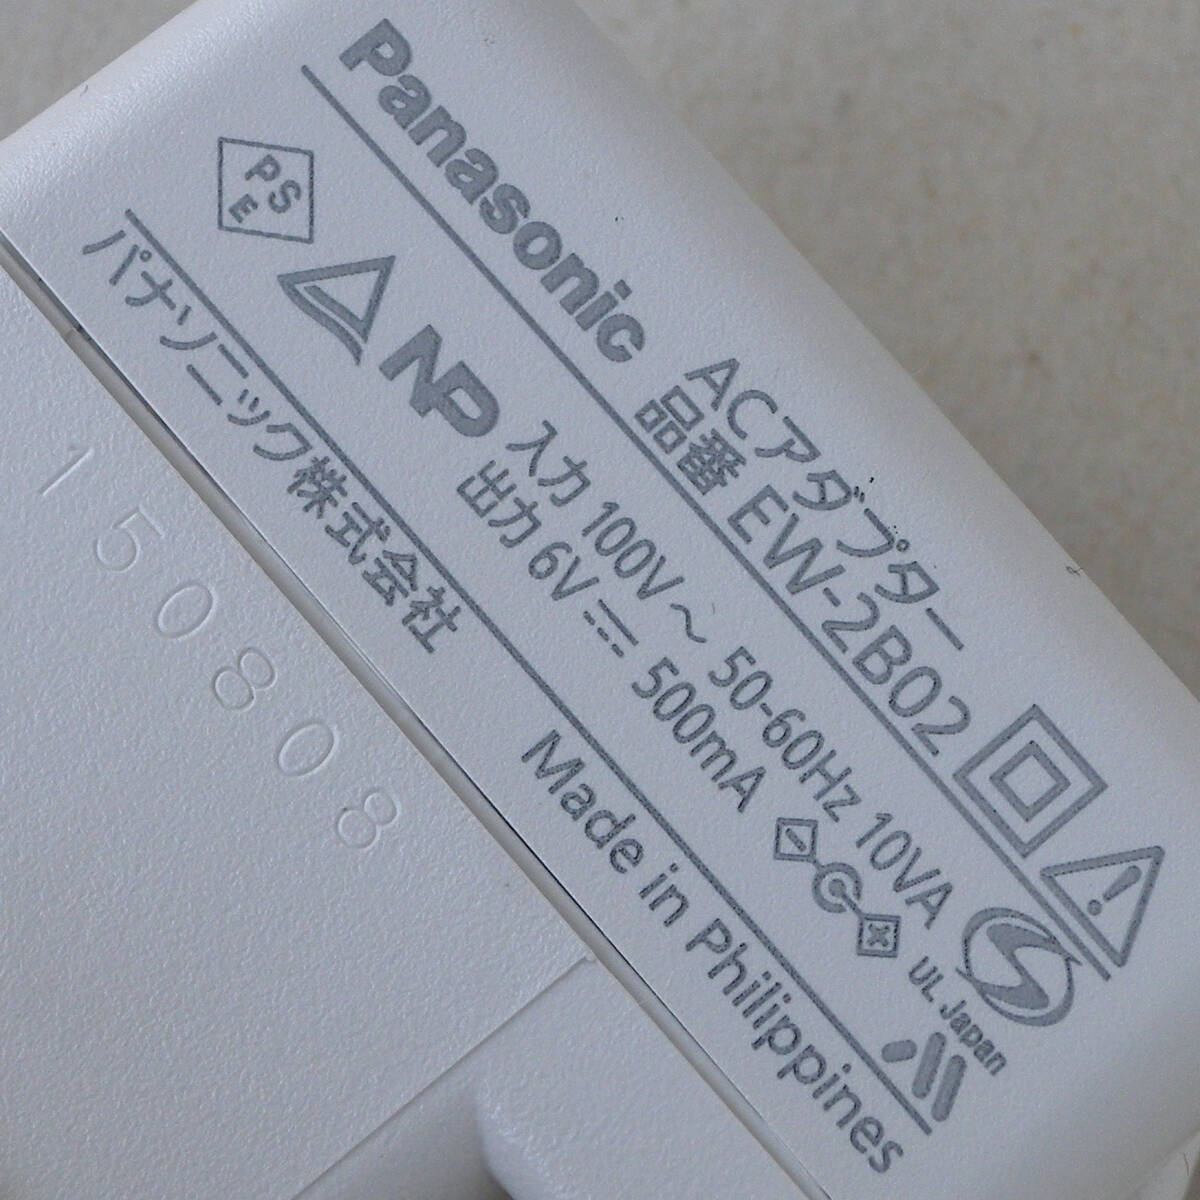 Panasonic
ACアダプター
品番 EW-2B02
PS
E
NP
入力 100V～ 50-60Hz 10VA
出力 6V⎓ 500mA
UL Japan
パナソニック株式会社
Made in Philippines
150808